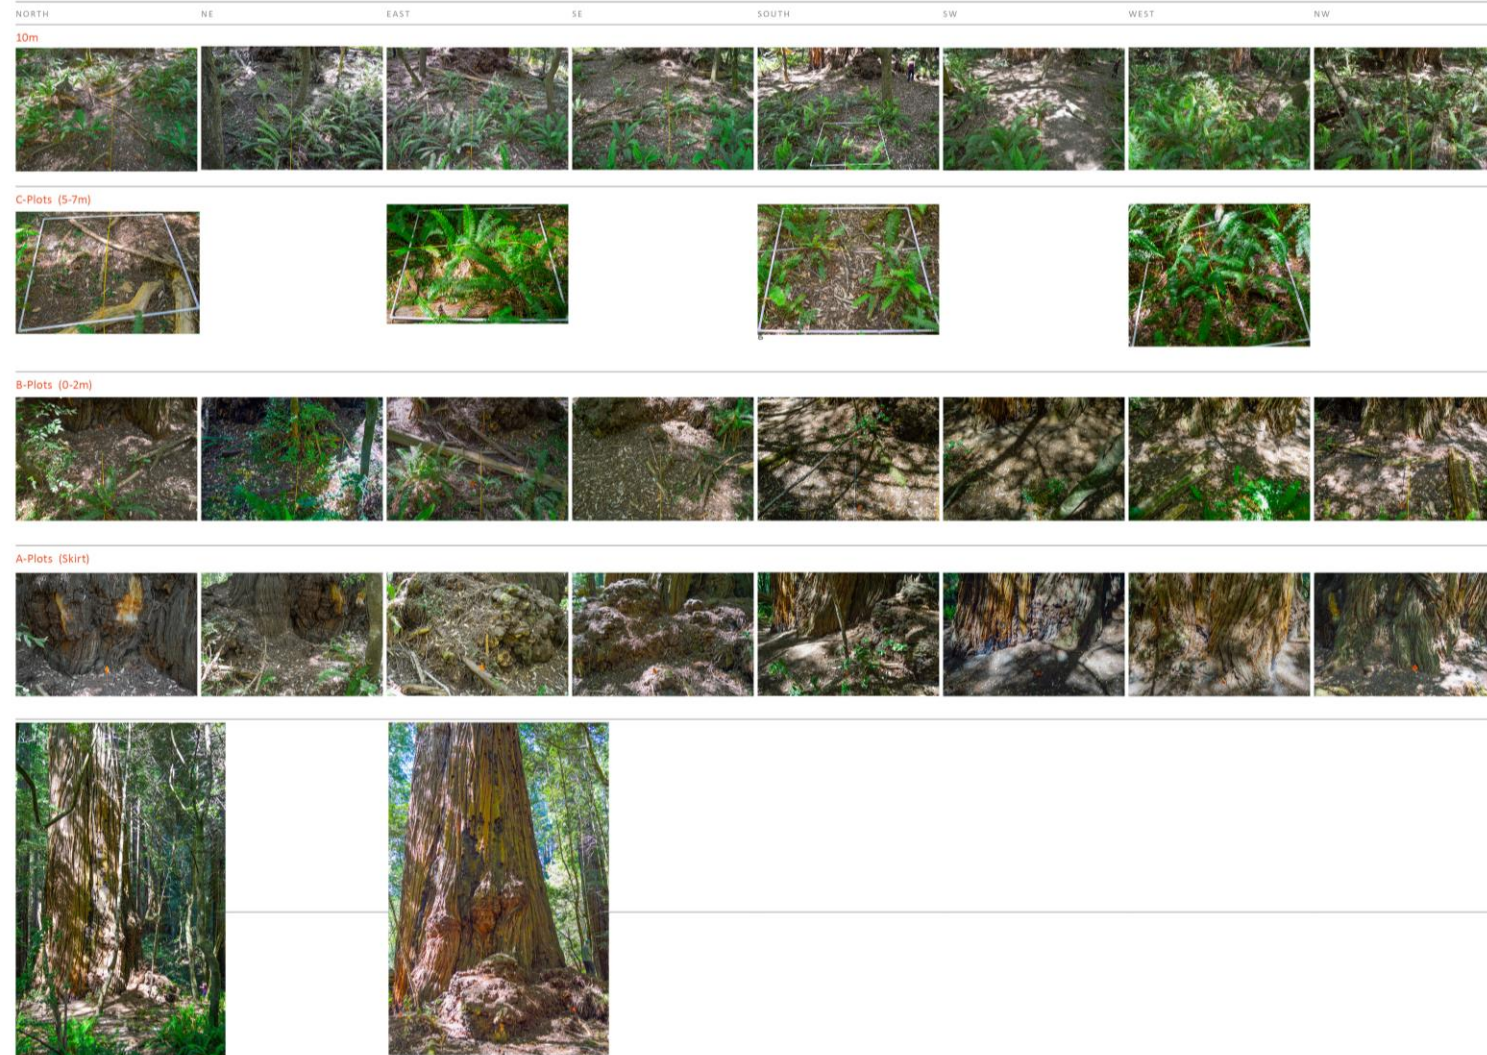 NORTH NE EAST SE SOUTH SW WEST NW
10m
C-Plots (5-7m)
B-Plots (0-2m)
A-Plots (Skirt)